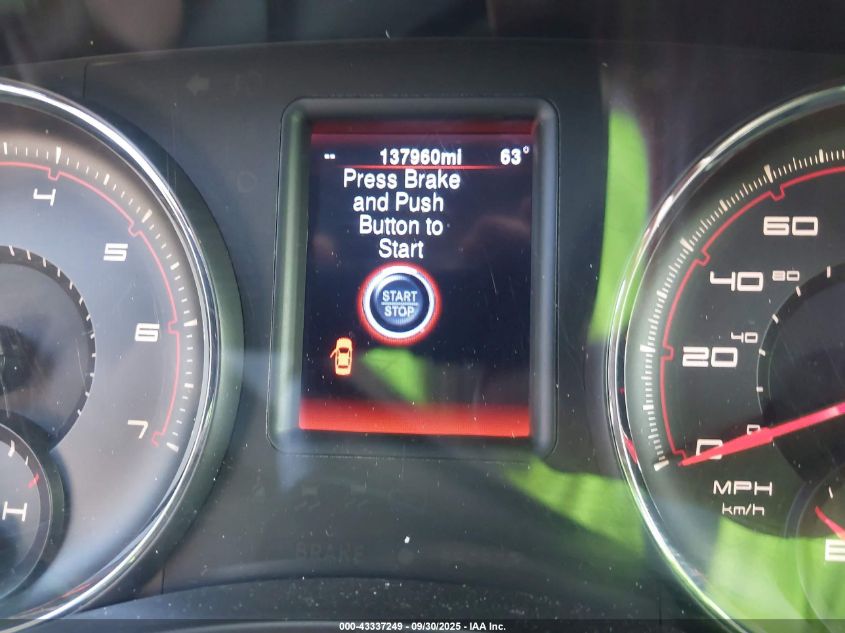 -- 137960mi 63°
Press Brake
and Push
Button to
Start
START
STOP
4
5
6
7
H
60
40 80
20 40
0 0
MPH
km/h
E
BRAKE
000-43337249 - 09/30/2025 - IAA Inc.